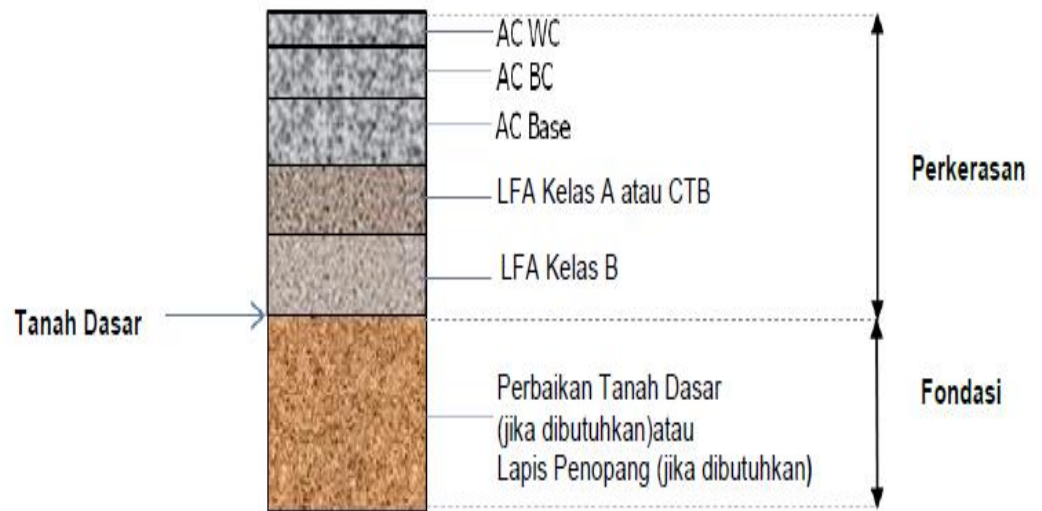 AC WC
AC BC
AC Base
LFA Kelas A atau CTB
LFA Kelas B
Perkerasan
Tanah Dasar
Perbaikan Tanah Dasar
(jika dibutuhkan)atau
Lapis Penopang (jika dibutuhkan)
Fondasi